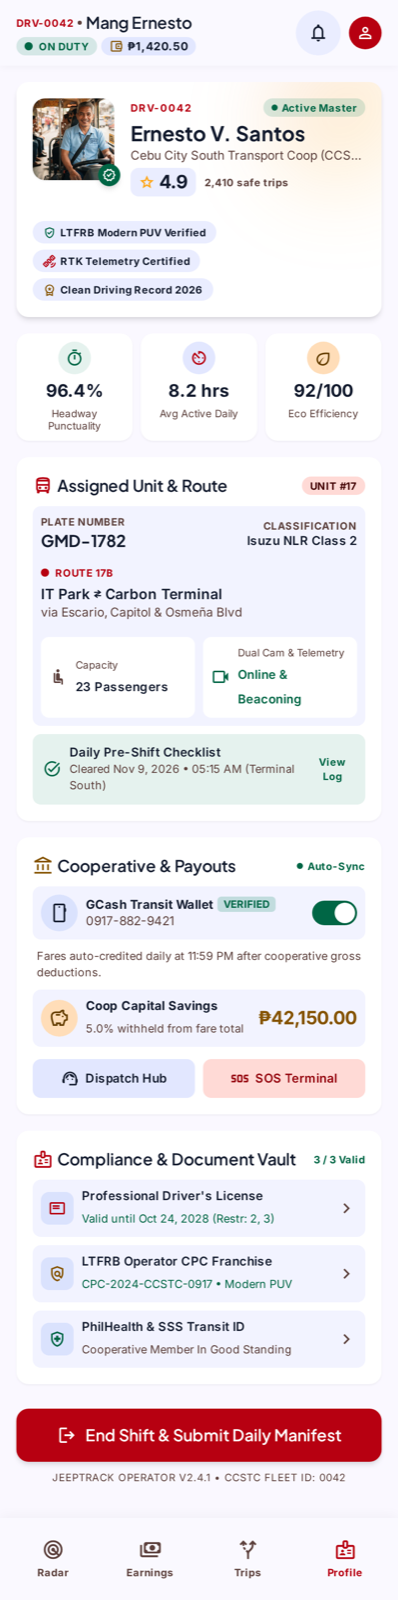 DRV-0042 • Mang Ernesto
ON DUTY
₱1,420.50
DRV-0042
Active Master
Ernesto V. Santos
Cebu City South Transport Coop (CCS...
4.9
2,410 safe trips
LTFRB Modern PUV Verified
RTK Telemetry Certified
Clean Driving Record 2026
96.4%
Headway
Punctuality
8.2 hrs
Avg Active Daily
92/100
Eco Efficiency
Assigned Unit & Route
UNIT #17
PLATE NUMBER
GMD-1782
CLASSIFICATION
Isuzu NLR Class 2
ROUTE 17B
IT Park ⇄ Carbon Terminal
via Escario, Capitol & Osmeña Blvd
Capacity
23 Passengers
Dual Cam & Telemetry
Online &
Beaconing
Daily Pre-Shift Checklist
Cleared Nov 9, 2026 • 05:15 AM (Terminal
South)
View
Log
Cooperative & Payouts
Auto-Sync
GCash Transit Wallet VERIFIED
0917-882-9421
Fares auto-credited daily at 11:59 PM after cooperative gross
deductions.
Coop Capital Savings
5.0% withheld from fare total
₱42,150.00
Dispatch Hub
SOS SOS Terminal
Compliance & Document Vault
3 / 3 Valid
Professional Driver's License
Valid until Oct 24, 2028 (Restr: 2, 3)
LTFRB Operator CPC Franchise
CPC-2024-CCSTC-0917 • Modern PUV
PhilHealth & SSS Transit ID
Cooperative Member In Good Standing
End Shift & Submit Daily Manifest
JEEPTRACK OPERATOR V2.4.1 • CCSTC FLEET ID: 0042
Radar
Earnings
Trips
Profile